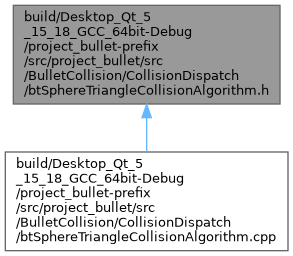 build/Desktop_Qt_5
_15_18_GCC_64bit-Debug
/project_bullet-prefix
/src/project_bullet/src
/BulletCollision/CollisionDispatch
/btSphereTriangleCollisionAlgorithm.h
build/Desktop_Qt_5
_15_18_GCC_64bit-Debug
/project_bullet-prefix
/src/project_bullet/src
/BulletCollision/CollisionDispatch
/btSphereTriangleCollisionAlgorithm.cpp